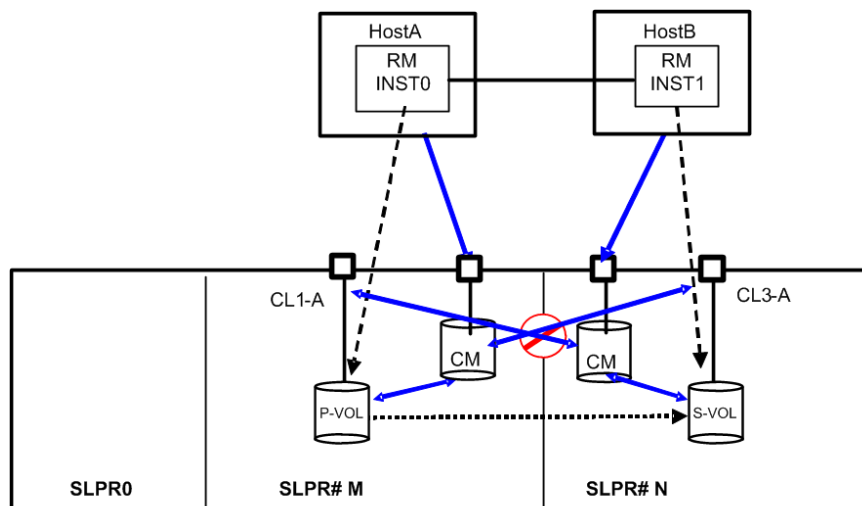 HostA
HostB
RM
INST0
RM
INST1
CL1-A
CL3-A
CM
CM
P-VOL
S-VOL
SLPR0
SLPR# M
SLPR# N